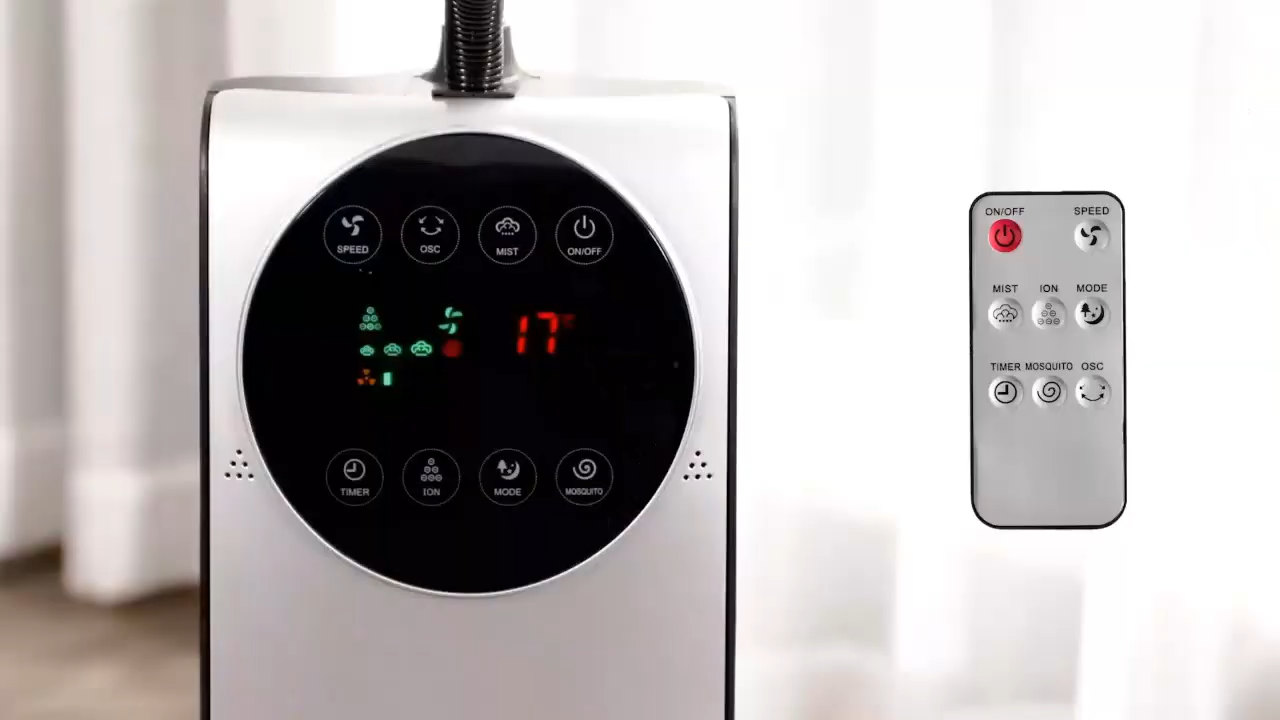 SPEED OSC MIST ON/OFF
17°C
TIMER ION MODE MOSQUITO
ON/OFF SPEED
MIST ION MODE
TIMER MOSQUITO OSC